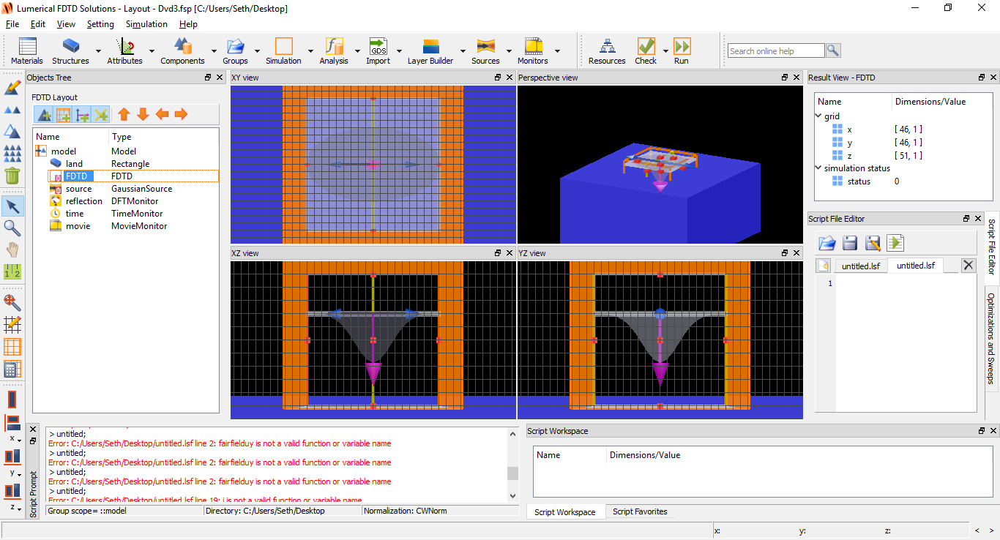 Lumerical FDTD Solutions - Layout - Dvd3.fsp [C:/Users/Seth/Desktop]
File Edit View Setting Simulation Help
Materials Structures Attributes Components Groups Simulation Analysis Import Layer Builder Sources Monitors Resources Check Run
GDS
Search online help
Objects Tree
FDTD Layout
Name Type
model Model
land Rectangle
FDTD FDTD
source GaussianSource
reflection DFTMonitor
time TimeMonitor
movie MovieMonitor
XY view
Perspective view
XZ view
YZ view
Result View - FDTD
Name Dimensions/Value
grid
x [ 46, 1 ]
y [ 46, 1 ]
z [ 51, 1 ]
simulation status
status 0
Script File Editor
untitled.lsf untitled.lsf
1
Script File Editor
Optimizations and Sweeps
1 2
x
y
z
Script Prompt
> untitled;
Error: C:/Users/Seth/Desktop/untitled.lsf line 2: fairfielduy is not a valid function or variable name
> untitled;
Error: C:/Users/Seth/Desktop/untitled.lsf line 2: fairfielduy is not a valid function or variable name
> untitled;
Error: C:/Users/Seth/Desktop/untitled.lsf line 2: fairfielduy is not a valid function or variable name
> untitled;
Error: C:/Users/Seth/Desktop/untitled.lsf line 19: i is not a valid function or variable name
Group scope= ::model Directory: C:/Users/Seth/Desktop Normalization: CWNorm
Script Workspace
Name Dimensions/Value
Script Workspace Script Favorites
x: y: z: